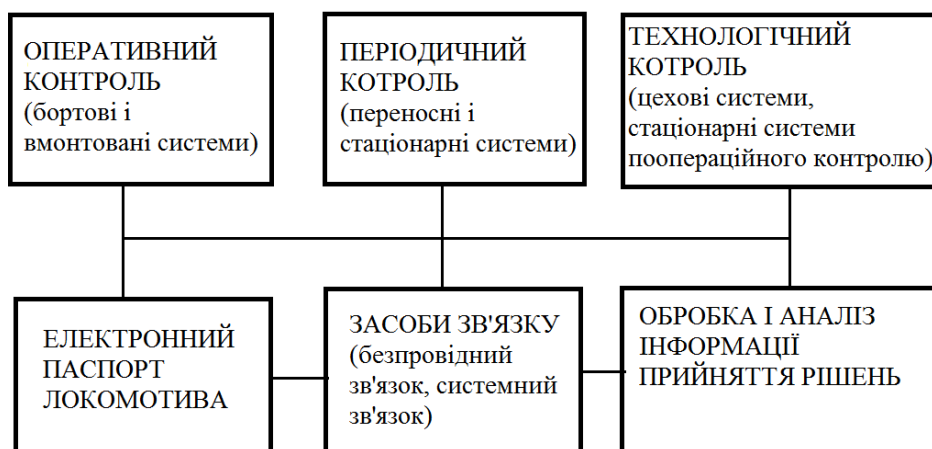 ОПЕРАТИВНИЙ
КОНТРОЛЬ
(бортові і
вмонтовані системи)
ПЕРІОДИЧНИЙ
КОТРОЛЬ
(переносні і
стаціонарні системи)
ТЕХНОЛОГІЧНИЙ
КОТРОЛЬ
(цехові системи,
стаціонарні системи
поопераційного контролю)
ЕЛЕКТРОННИЙ
ПАСПОРТ
ЛОКОМОТИВА
ЗАСОБИ ЗВ'ЯЗКУ
(безпровідний
зв'язок, системний
зв'язок)
ОБРОБКА І АНАЛІЗ
ІНФОРМАЦІЇ
ПРИЙНЯТТЯ РІШЕНЬ